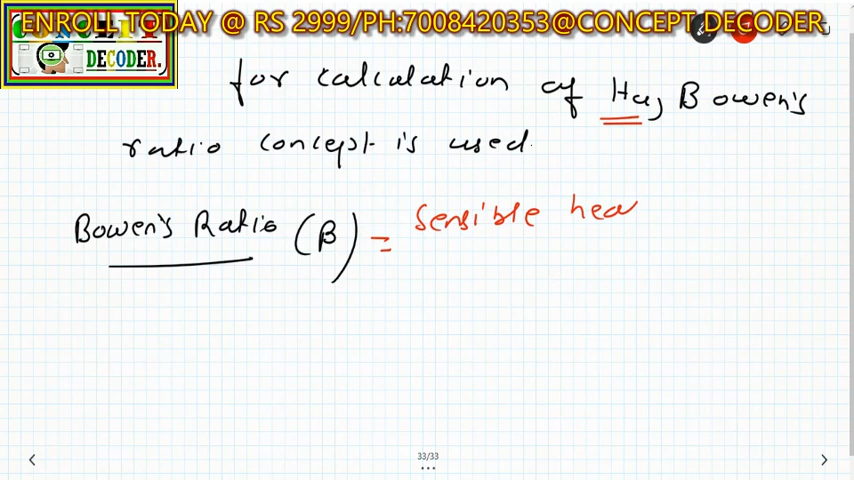 ENROLL TODAY @ RS 2999/PH:7008420353@CONCEPT DECODER.
DECODER.
for calculation of Ha, Bowen's
ratio concept is used.
Bowen's Ratio (B) = Sensible hea
33/33